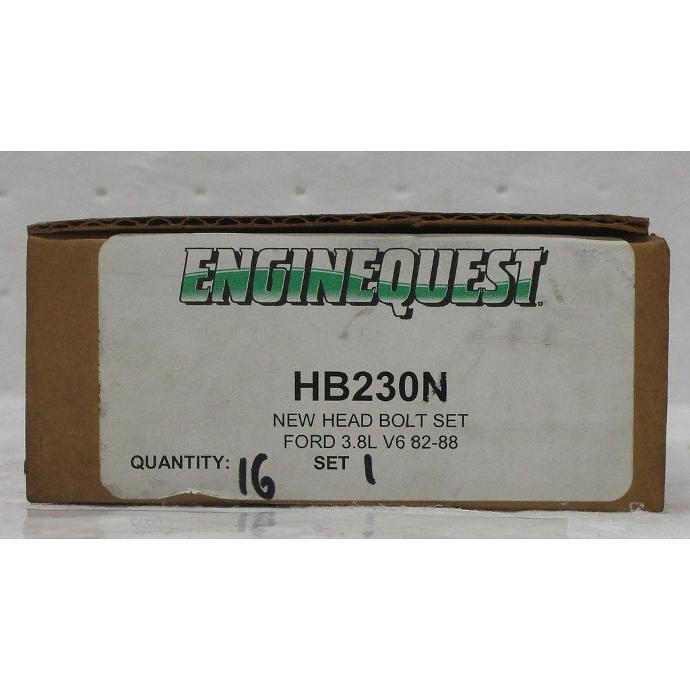 ENGINEQUEST
HB230N
NEW HEAD BOLT SET
FORD 3.8L V6 82-88
QUANTITY: 16 SET 1